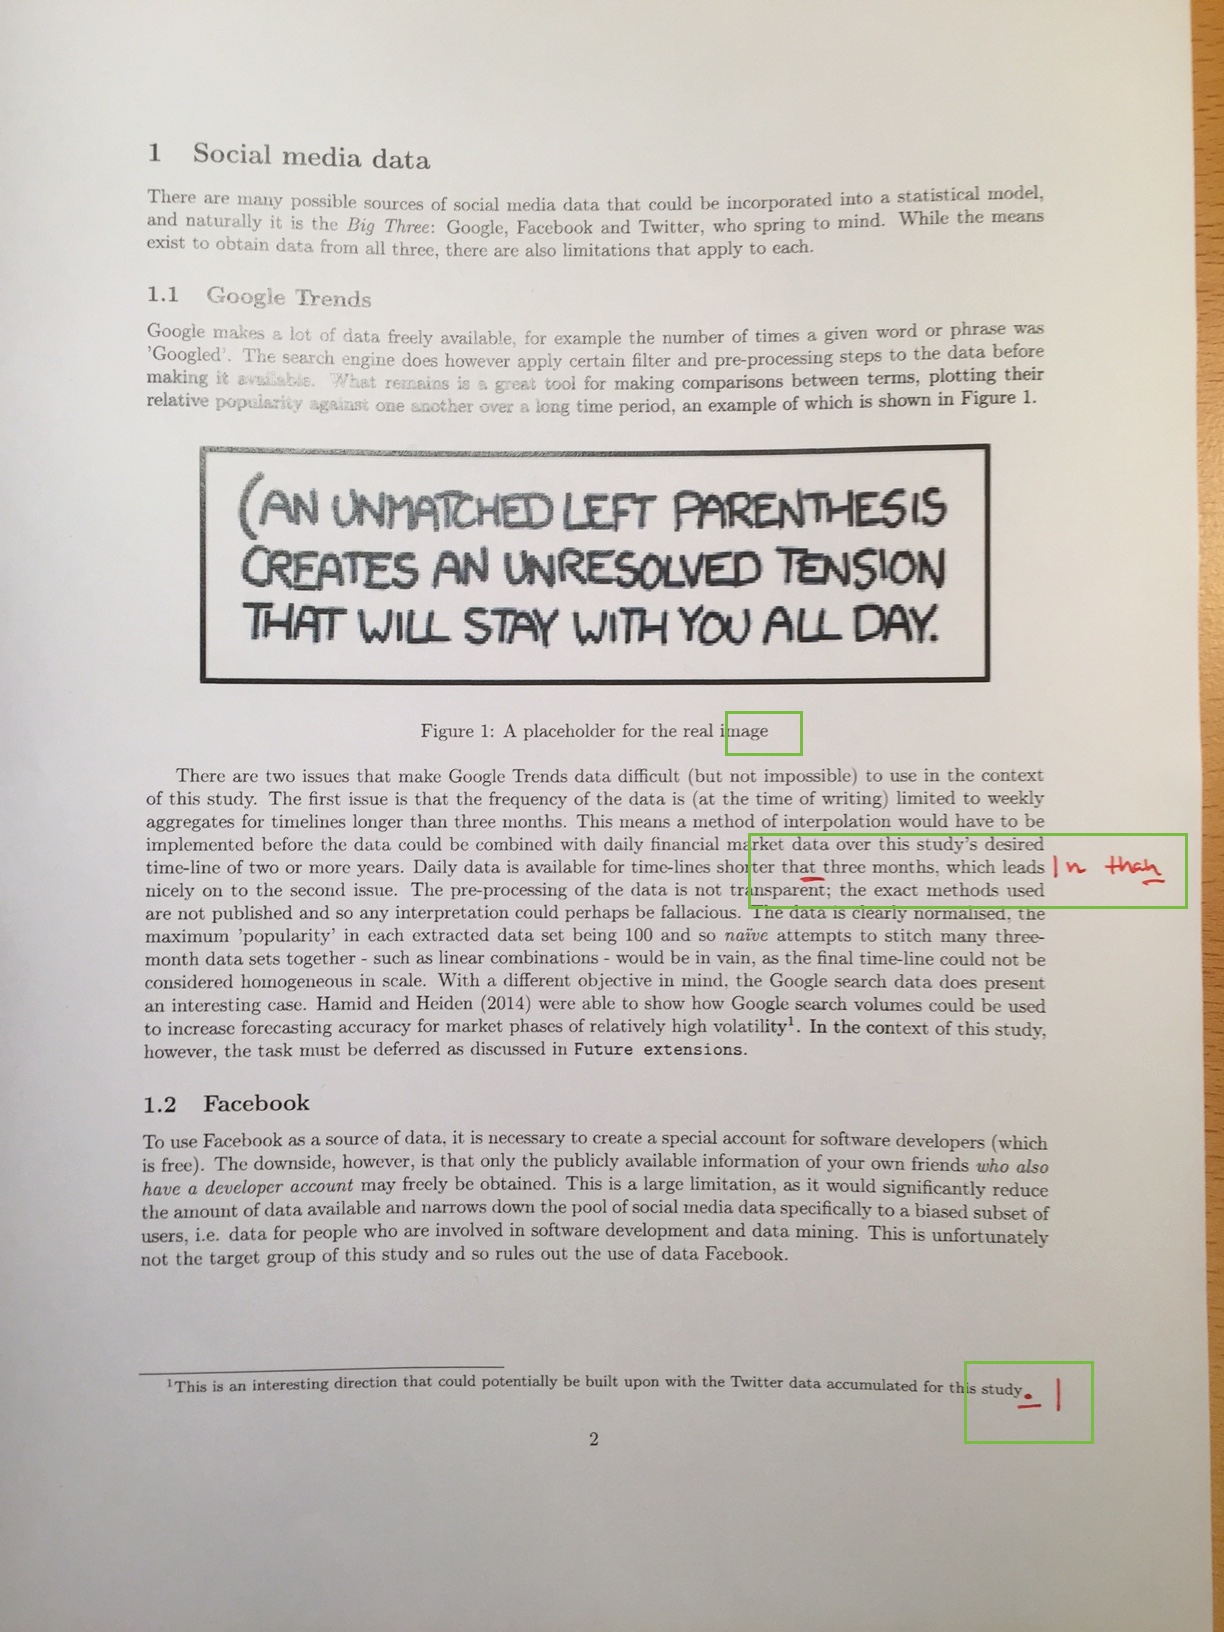 1 Social media data
There are many possible sources of social media data that could be incorporated into a statistical model,
and naturally it is the Big Three: Google, Facebook and Twitter, who spring to mind. While the means
exist to obtain data from all three, there are also limitations that apply to each.
1.1 Google Trends
Google makes a lot of data freely available, for example the number of times a given word or phrase was
'Googled'. The search engine does however apply certain filter and pre-processing steps to the data before
making it available. What remains is a great tool for making comparisons between terms, plotting their
relative popularity against one another over a long time period, an example of which is shown in Figure 1.
(AN UNMATCHED LEFT PARENTHESIS
CREATES AN UNRESOLVED TENSION
THAT WILL STAY WITH YOU ALL DAY.
Figure 1: A placeholder for the real image
There are two issues that make Google Trends data difficult (but not impossible) to use in the context
of this study. The first issue is that the frequency of the data is (at the time of writing) limited to weekly
aggregates for timelines longer than three months. This means a method of interpolation would have to be
implemented before the data could be combined with daily financial market data over this study's desired
time-line of two or more years. Daily data is available for time-lines shorter that three months, which leads | n than
nicely on to the second issue. The pre-processing of the data is not transparent; the exact methods used
are not published and so any interpretation could perhaps be fallacious. The data is clearly normalised, the
maximum 'popularity' in each extracted data set being 100 and so naïve attempts to stitch many three-
month data sets together - such as linear combinations - would be in vain, as the final time-line could not be
considered homogeneous in scale. With a different objective in mind, the Google search data does present
an interesting case. Hamid and Heiden (2014) were able to show how Google search volumes could be used
to increase forecasting accuracy for market phases of relatively high volatility¹. In the context of this study,
however, the task must be deferred as discussed in Future extensions.
1.2 Facebook
To use Facebook as a source of data, it is necessary to create a special account for software developers (which
is free). The downside, however, is that only the publicly available information of your own friends who also
have a developer account may freely be obtained. This is a large limitation, as it would significantly reduce
the amount of data available and narrows down the pool of social media data specifically to a biased subset of
users, i.e. data for people who are involved in software development and data mining. This is unfortunately
not the target group of this study and so rules out the use of data Facebook.
¹This is an interesting direction that could potentially be built upon with the Twitter data accumulated for this study. |
2